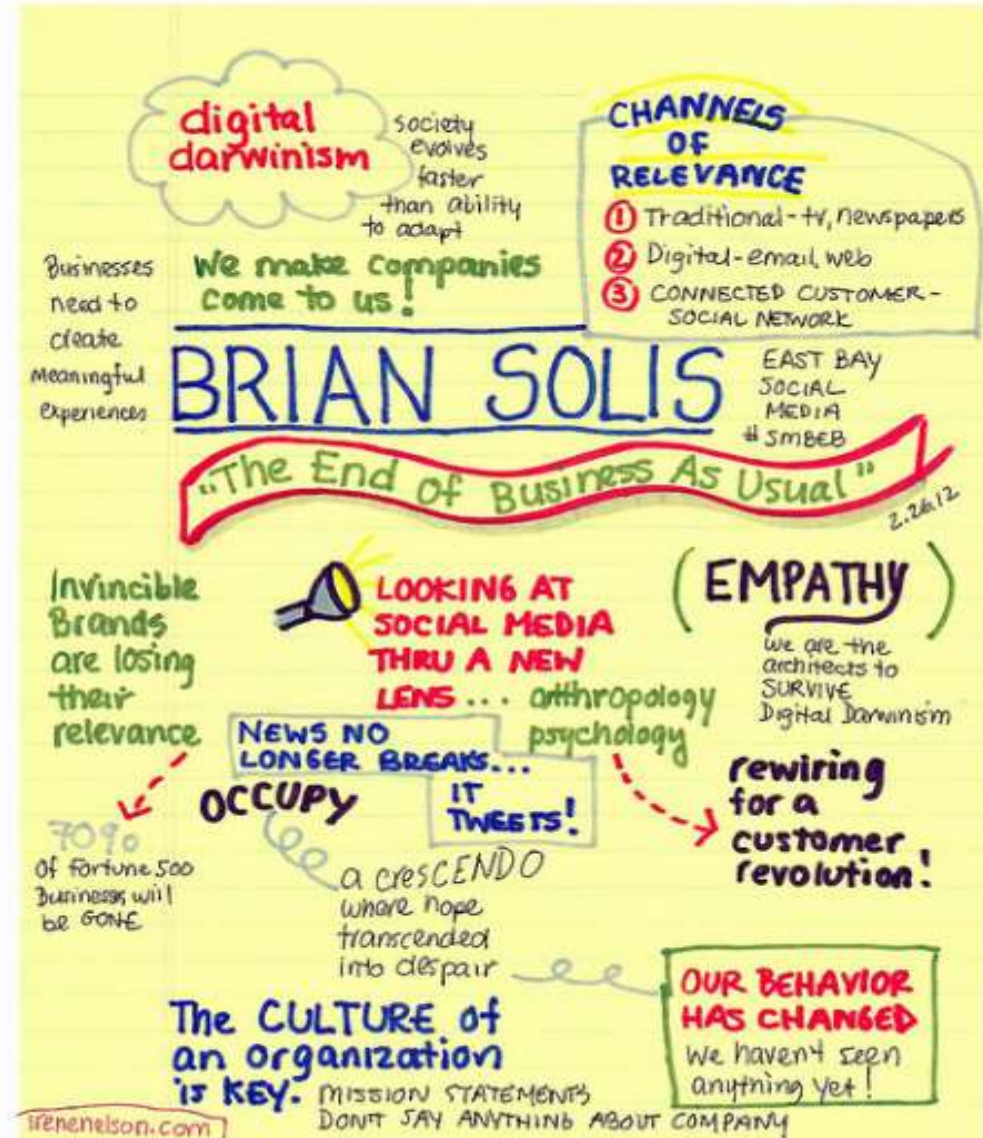 digital
darwinism
society
evolves
faster
than ability
to adapt
CHANNELS
OF
RELEVANCE
① Traditional-tv, newspapers
② Digital-email, web
③ CONNECTED CUSTOMER-
SOCIAL NETWORK
Businesses
need to
create
Meaningful
experiences
We make companies
come to us!
BRIAN SOLIS
EAST BAY
SOCIAL
MEDIA
#SMBEB
"The End of Business As Usual"
2.26.12
Invincible
Brands
are losing
their
relevance
LOOKING AT
SOCIAL MEDIA
THRU A NEW
LENS... anthropology
psychology
(EMPATHY)
we are the
architects to
SURVIVE
Digital Darwinism
NEWS NO
LONGER BREAKS...
IT
TWEETS!
rewiring
for a
customer
revolution!
70%
of fortune 500
Businesses will
be GONE
OCCUPY
a cresCENDO
where hope
transcended
into despair
OUR BEHAVIOR
HAS CHANGED
We haven't seen
anything yet!
The CULTURE of
an organization
is KEY. MISSION STATEMENTS
DON'T SAY ANYTHING ABOUT COMPANY
irenenelson.com